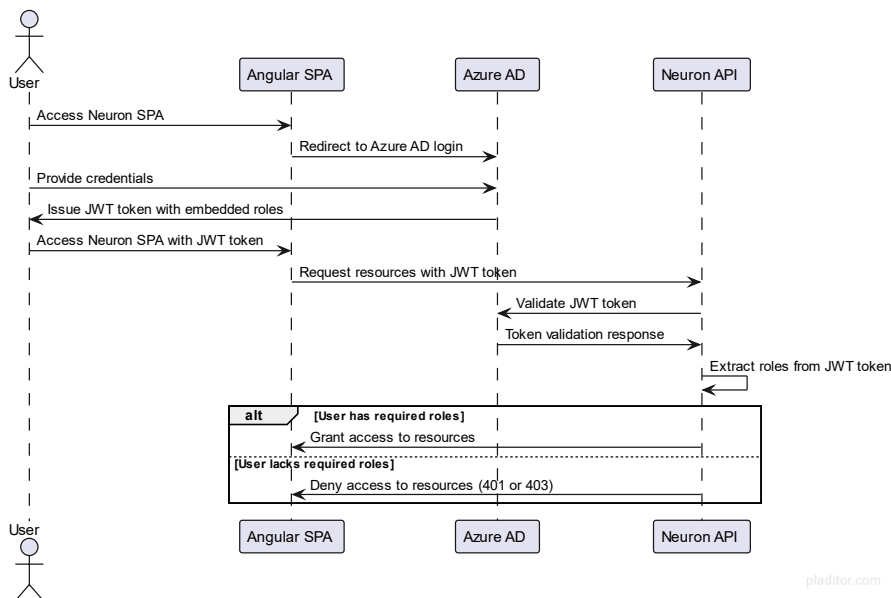 User
Angular SPA
Azure AD
Neuron API
Access Neuron SPA
Redirect to Azure AD login
Provide credentials
Issue JWT token with embedded roles
Access Neuron SPA with JWT token
Request resources with JWT token
Validate JWT token
Token validation response
Extract roles from JWT token
alt
[User has required roles]
Grant access to resources
[User lacks required roles]
Deny access to resources (401 or 403)
User
Angular SPA
Azure AD
Neuron API
pladitor.com